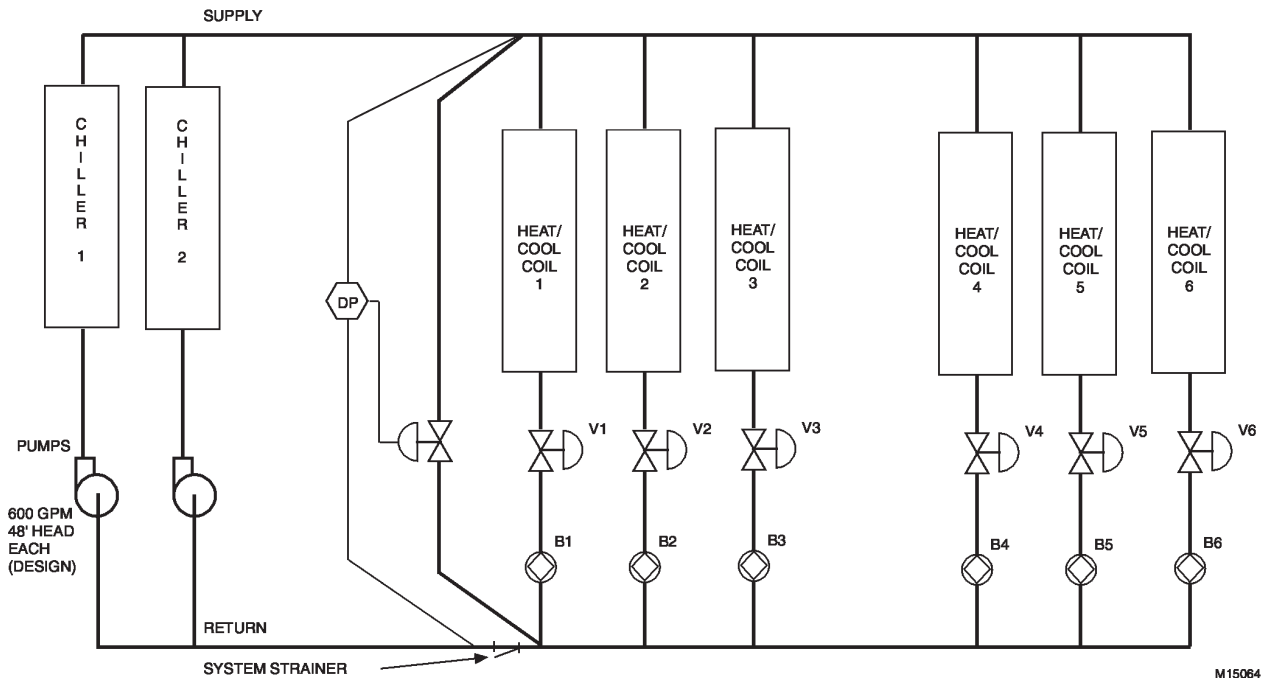 SUPPLY
CHILLER
1
CHILLER
2
HEAT/
COOL
COIL
1
HEAT/
COOL
COIL
2
HEAT/
COOL
COIL
3
HEAT/
COOL
COIL
4
HEAT/
COOL
COIL
5
HEAT/
COOL
COIL
6
DP
PUMPS
V1
V2
V3
V4
V5
V6
600 GPM
48' HEAD
EACH
(DESIGN)
B1
B2
B3
B4
B5
B6
RETURN
SYSTEM STRAINER
M15064